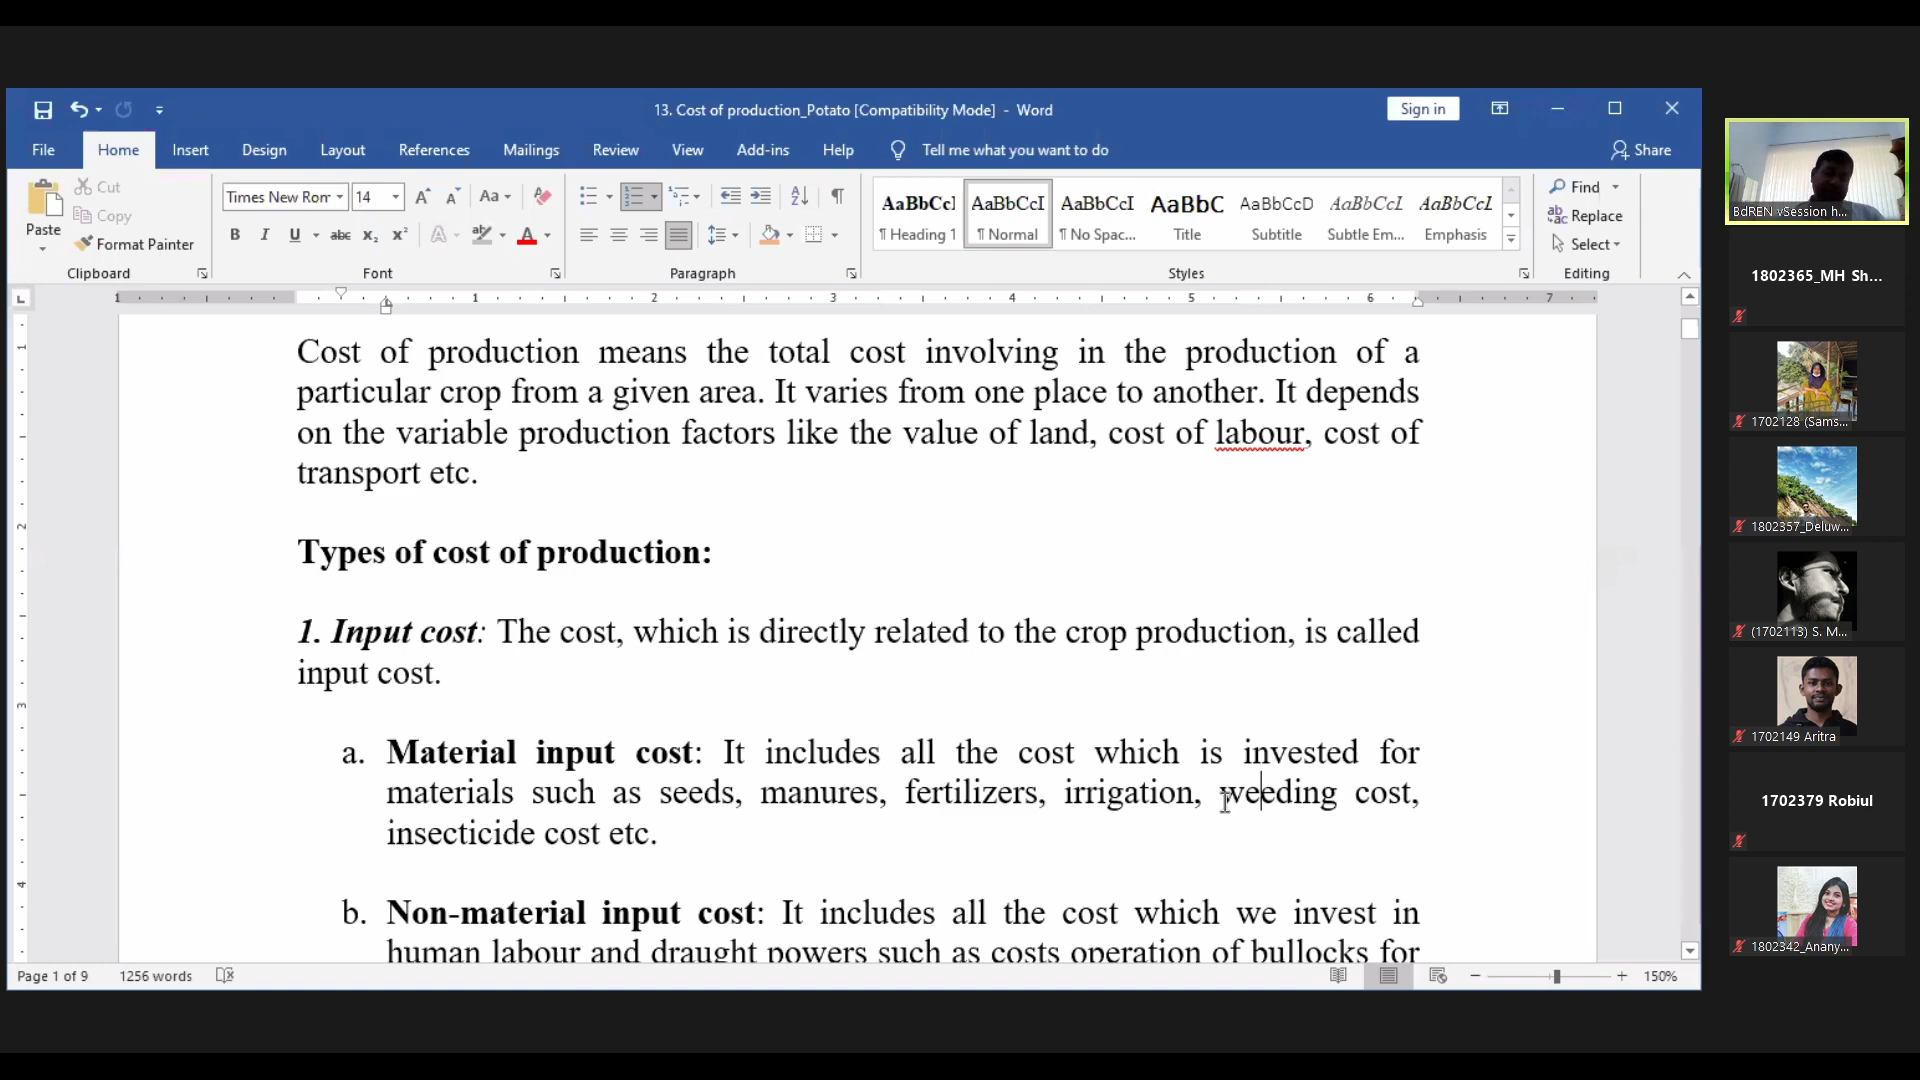 13. Cost of production_Potato [Compatibility Mode] - Word
Sign in
File Home Insert Design Layout References Mailings Review View Add-ins Help Tell me what you want to do Share
Paste
Cut
Copy
Format Painter
Clipboard
Times New Ror 14
Font
Paragraph
AaBbCcI AaBbCcI AaBbCcI AaBbC AaBbCcD AaBbCcI AaBbCcI
¶ Heading 1 ¶ Normal ¶ No Spac... Title Subtitle Subtle Em... Emphasis
Styles
Find
Replace
Select
Editing
1 1 2 3 4 5 6 7
Cost of production means the total cost involving in the production of a
particular crop from a given area. It varies from one place to another. It depends
on the variable production factors like the value of land, cost of labour, cost of
transport etc.
Types of cost of production:
1. Input cost: The cost, which is directly related to the crop production, is called
input cost.
a. Material input cost: It includes all the cost which is invested for
materials such as seeds, manures, fertilizers, irrigation, weeding cost,
insecticide cost etc.
b. Non-material input cost: It includes all the cost which we invest in
human labour and draught powers such as costs operation of bullocks for
Page 1 of 9 1256 words 150%
BdREN vSession h...
1802365_MH Sh...
1702128 (Sams...
1802357_Deluw...
(1702113) S. M...
1702149 Aritra
1702379 Robiul
1802342_Anany...